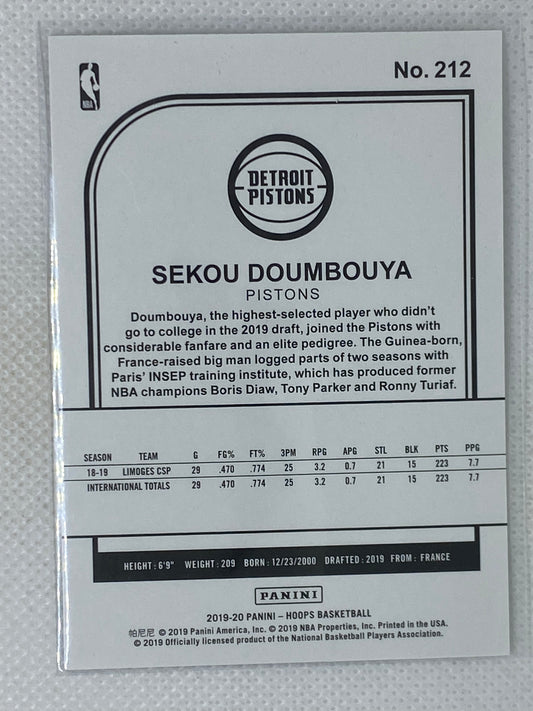 No. 212
NBA
DETROIT
PISTONS
SEKOU DOUMBOUYA
PISTONS
Doumbouya, the highest-selected player who didn't
go to college in the 2019 draft, joined the Pistons with
considerable fanfare and an elite pedigree. The Guinea-born,
France-raised big man logged parts of two seasons with
Paris' INSEP training institute, which has produced former
NBA champions Boris Diaw, Tony Parker and Ronny Turiaf.
SEASON TEAM G FG% FT% 3PM RPG APG STL BLK PTS PPG
18-19 LIMOGES CSP 29 .470 .774 25 3.2 0.7 21 15 223 7.7
INTERNATIONAL TOTALS 29 .470 .774 25 3.2 0.7 21 15 223 7.7
HEIGHT: 6'9" WEIGHT: 209 BORN: 12/23/2000 DRAFTED: 2019 FROM: FRANCE
PANINI
2019-20 PANINI – HOOPS BASKETBALL
帕尼尼 © 2019 Panini America, Inc. © 2019 NBA Properties, Inc. Printed in the USA.
© 2019 Officially licensed product of the National Basketball Players Association.